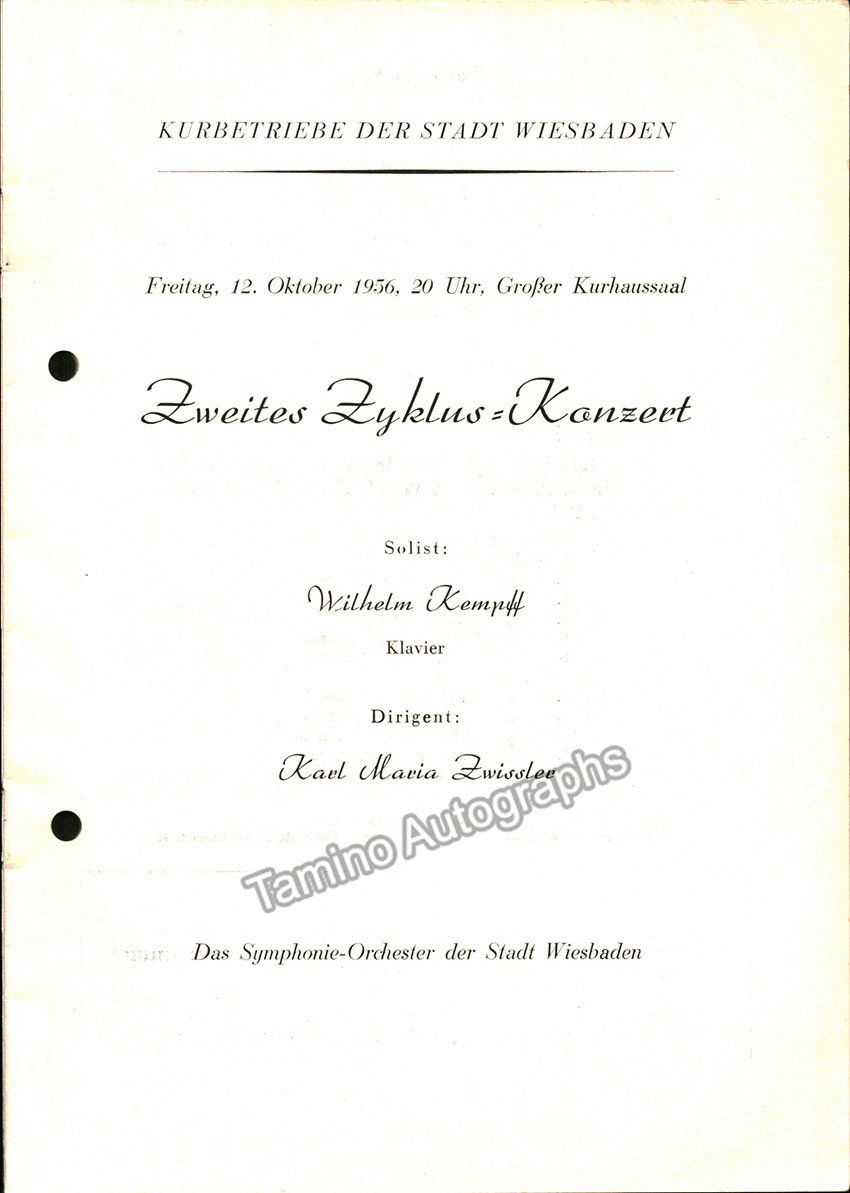 KURBETRIEBE DER STADT WIESBADEN
Freitag, 12. Oktober 1956, 20 Uhr, Großer Kurhaussaal
Zweites Zyklus=Konzert
Solist:
Wilhelm Kempff
Klavier
Dirigent:
Karl Maria Zwissler
Tamino Autographs
Das Symphonie-Orchester der Stadt Wiesbaden